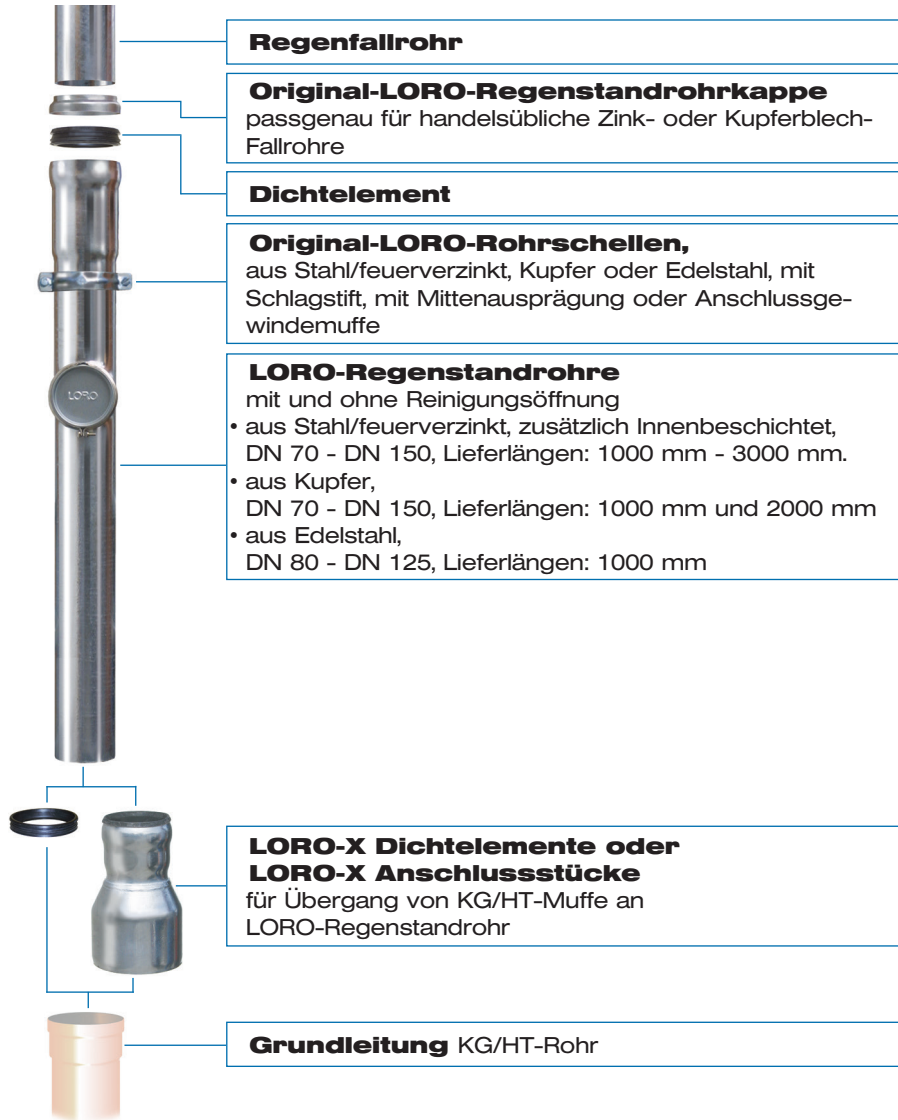 Regenfallrohr
Original-LORO-Regenstandrohrkappe
passgenau für handelsübliche Zink- oder Kupferblech-
Fallrohre
Dichtelement
Original-LORO-Rohrschellen,
aus Stahl/feuerverzinkt, Kupfer oder Edelstahl, mit
Schlagstift, mit Mittenausprägung oder Anschlussge-
windemuffe
LORO-Regenstandrohre
mit und ohne Reinigungsöffnung
• aus Stahl/feuerverzinkt, zusätzlich Innenbeschichtet,
DN 70 - DN 150, Lieferlängen: 1000 mm - 3000 mm.
• aus Kupfer,
DN 70 - DN 150, Lieferlängen: 1000 mm und 2000 mm
• aus Edelstahl,
DN 80 - DN 125, Lieferlängen: 1000 mm
LORO
LORO-X Dichtelemente oder
LORO-X Anschlussstücke
für Übergang von KG/HT-Muffe an
LORO-Regenstandrohr
Grundleitung KG/HT-Rohr